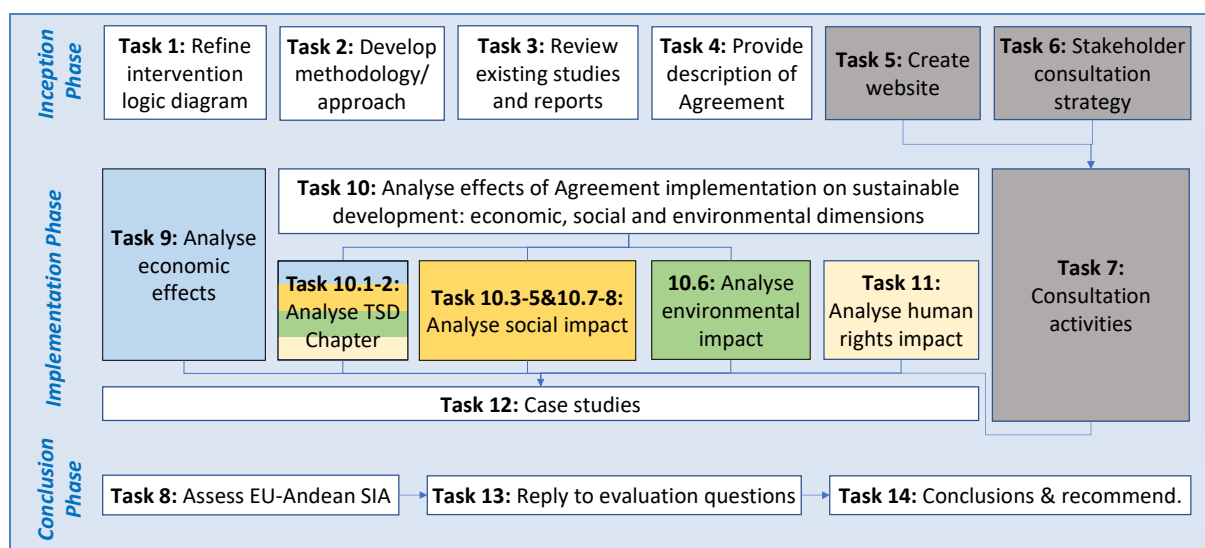 Inception
Phase
Task 1: Refine
intervention
logic diagram
Task 2: Develop
methodology/
approach
Task 3: Review
existing studies
and reports
Task 4: Provide
description of
Agreement
Task 5: Create
website
Task 6: Stakeholder
consultation
strategy
Implementation Phase
Task 9: Analyse
economic
effects
Task 10: Analyse effects of Agreement implementation on sustainable
development: economic, social and environmental dimensions
Task 10.1-2:
Analyse TSD
Chapter
Task 10.3-5&10.7-8:
Analyse social impact
10.6: Analyse
environmental
impact
Task 11:
Analyse human
rights impact
Task 7:
Consultation
activities
Task 12: Case studies
Conclusion
Phase
Task 8: Assess EU-Andean SIA
Task 13: Reply to evaluation questions
Task 14: Conclusions & recommend.